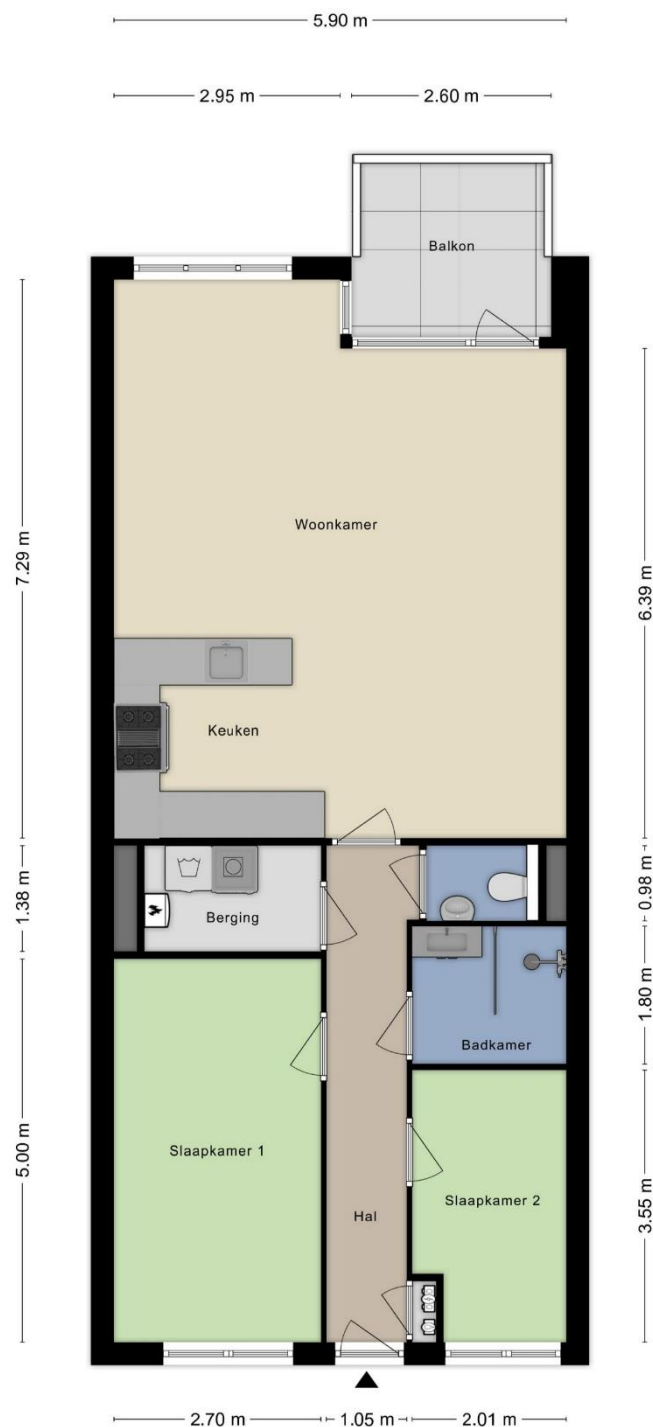 5.90 m
2.95 m
2.60 m
Balkon
Woonkamer
7.29 m
6.39 m
Keuken
1.38 m
Berging
0.98 m
1.80 m
Badkamer
5.00 m
Slaapkamer 1
Slaapkamer 2
3.55 m
Hal
2.70 m
1.05 m
2.01 m